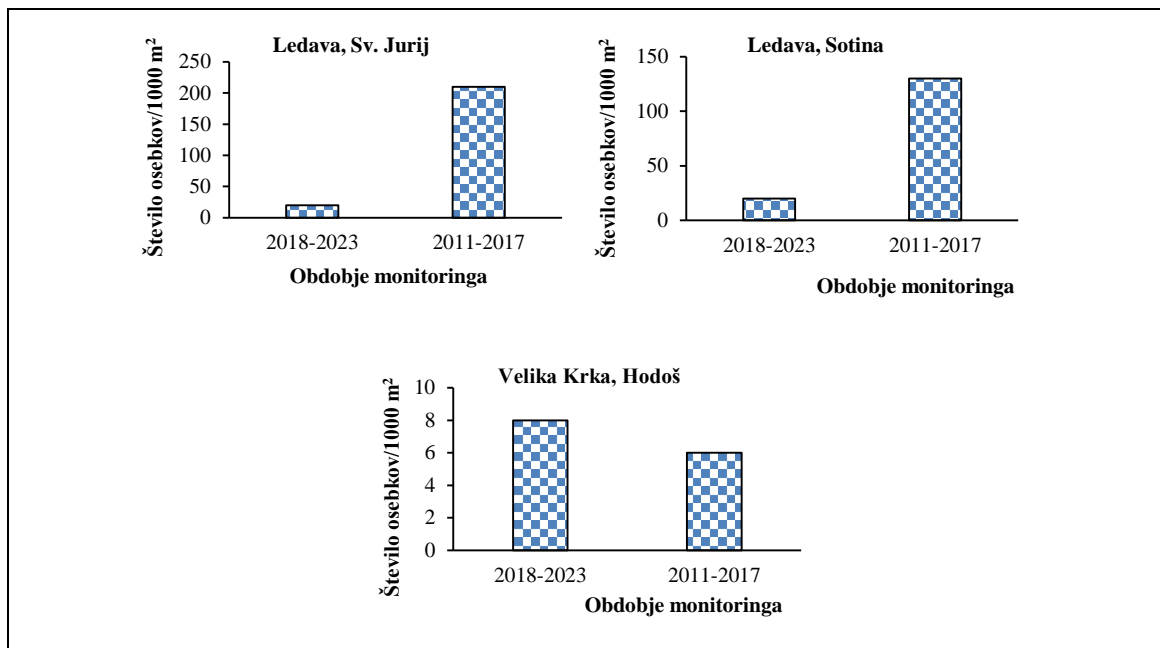 Ledava, Sv. Jurij
Število osebkov/1000 m²
250
200
150
100
50
0
2018-2023 2011-2017
Obdobje monitoringa
Ledava, Sotina
Število osebkov/1000 m²
150
100
50
0
2018-2023 2011-2017
Obdobje monitoringa
Velika Krka, Hodoš
Število osebkov/1000 m²
10
8
6
4
2
0
2018-2023 2011-2017
Obdobje monitoringa